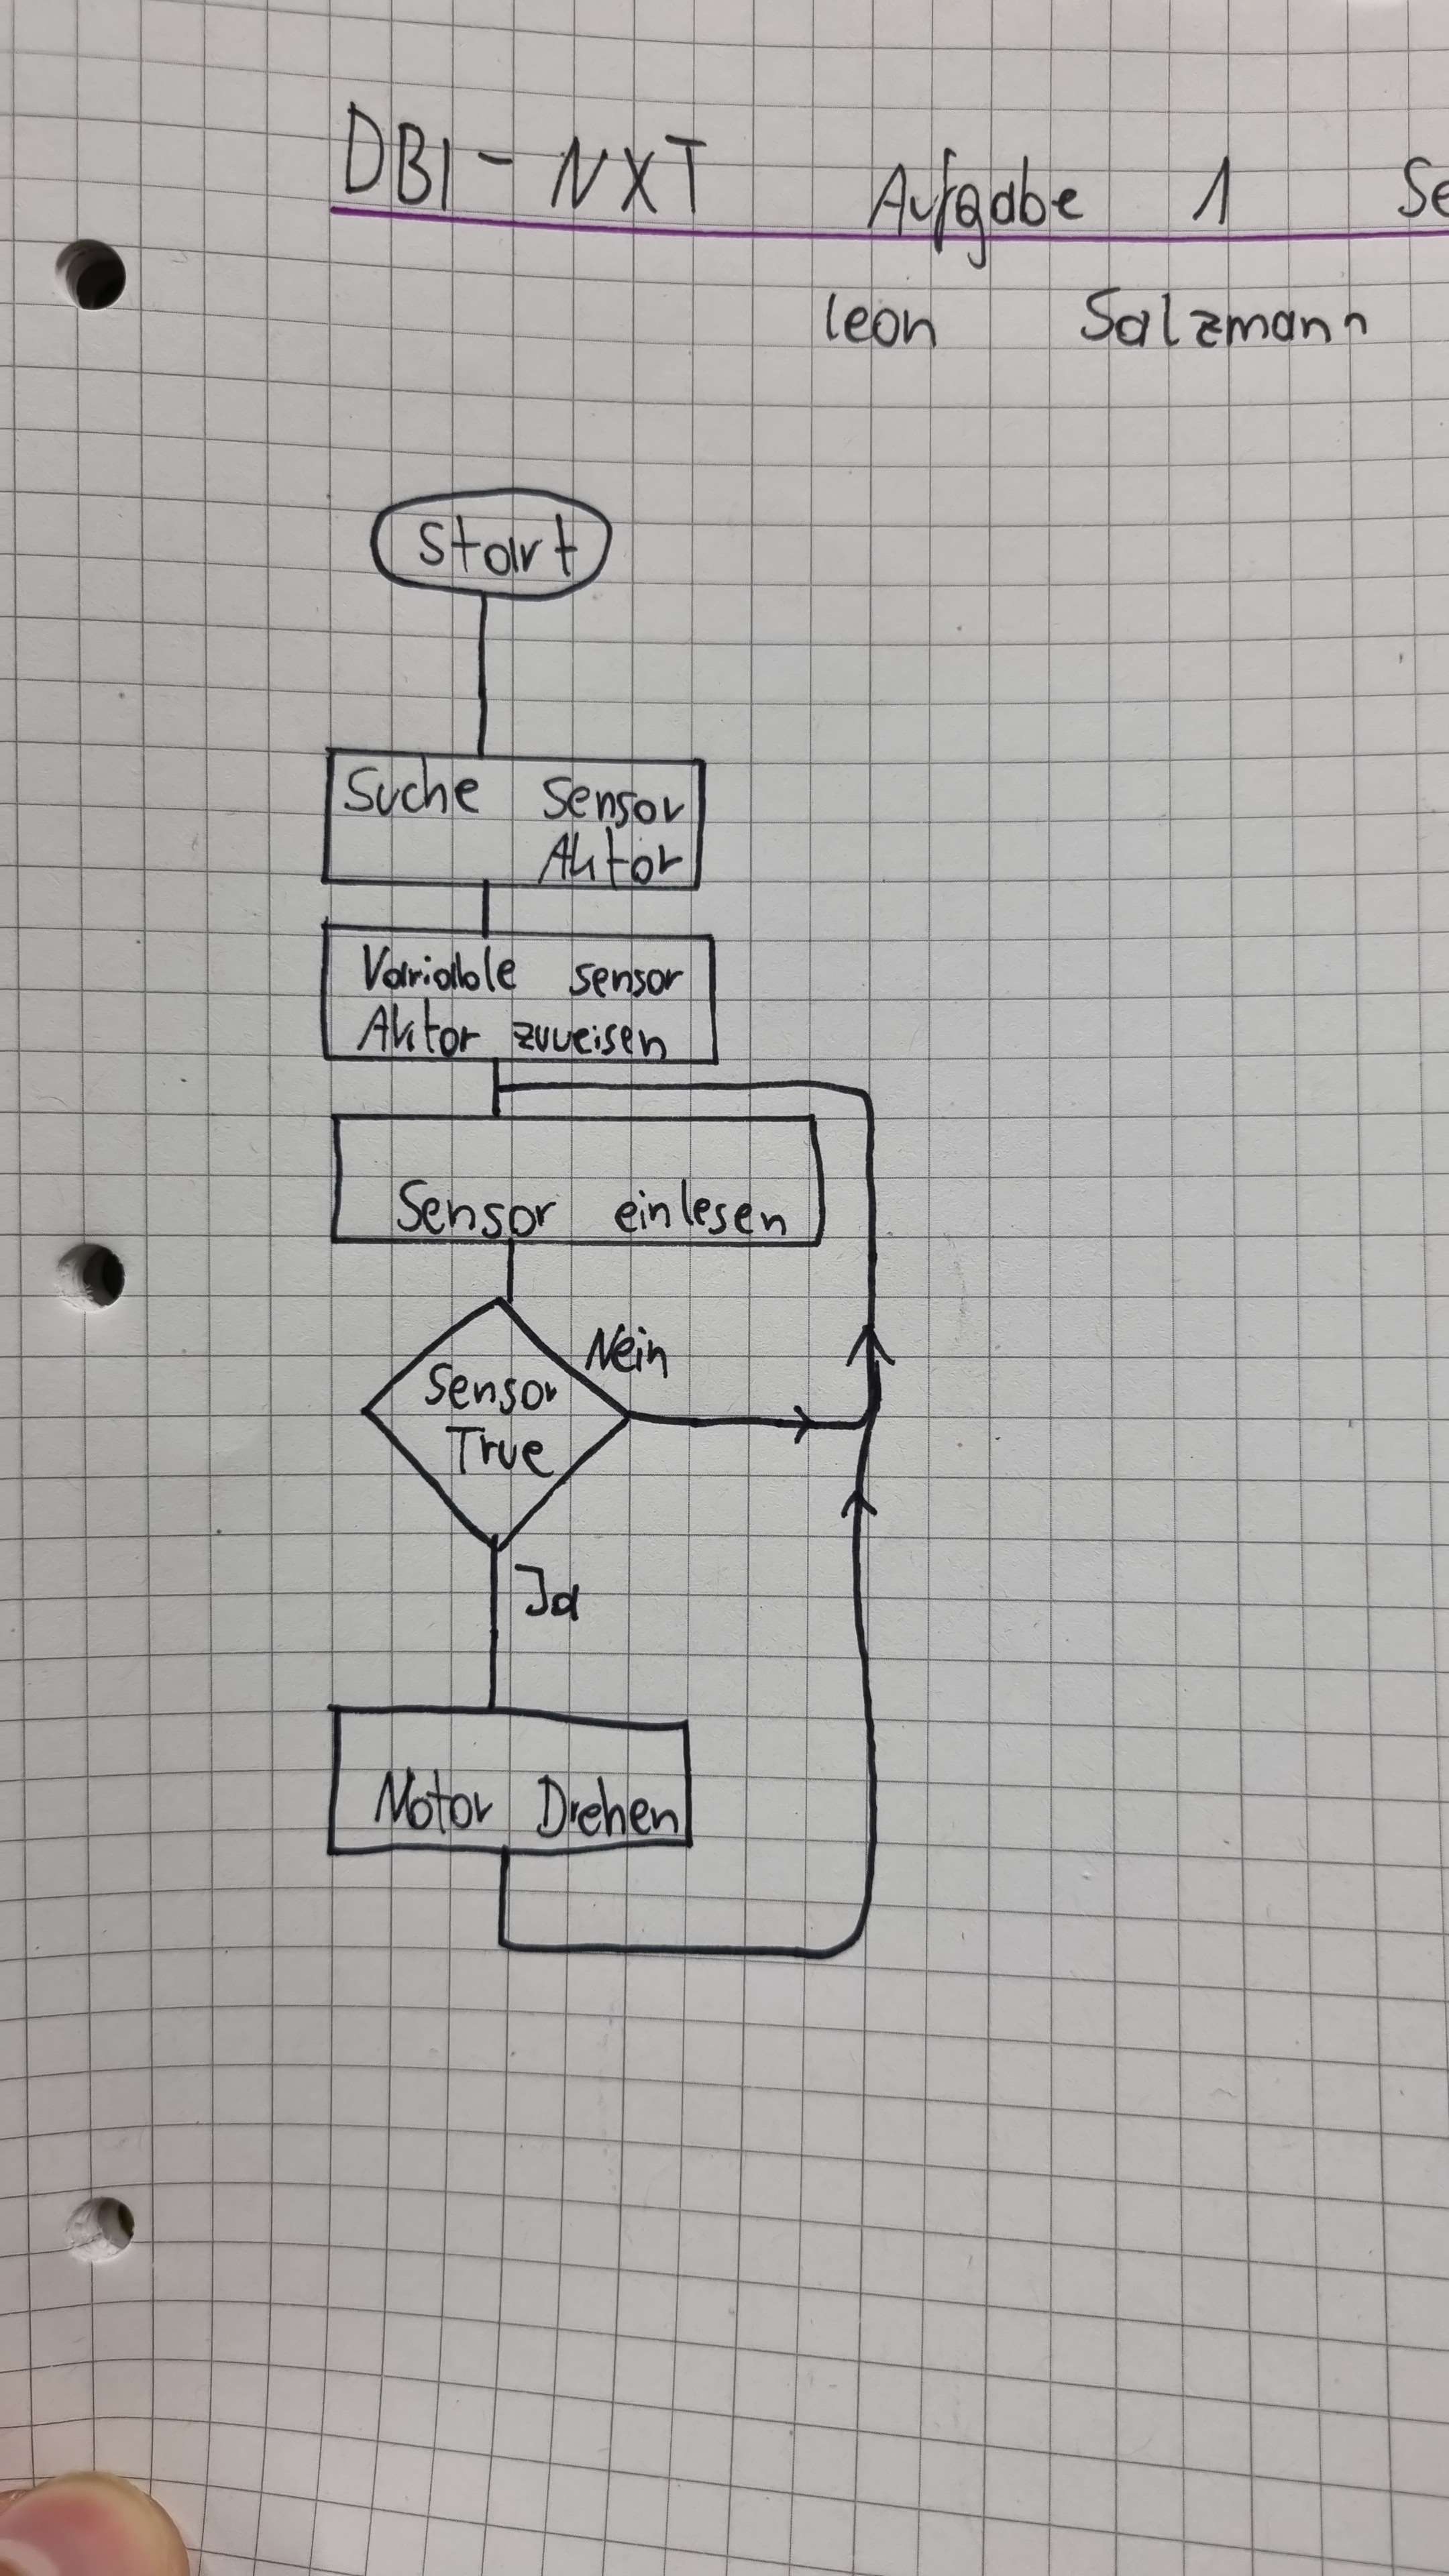 DBI - NXT Aufgabe 1 Se
leon Salzmann
Start
Suche Sensor
Aktor
Variable sensor
Aktor zuweisen
Sensor einlesen
Nein
Sensor
True
Ja
Motor Drehen